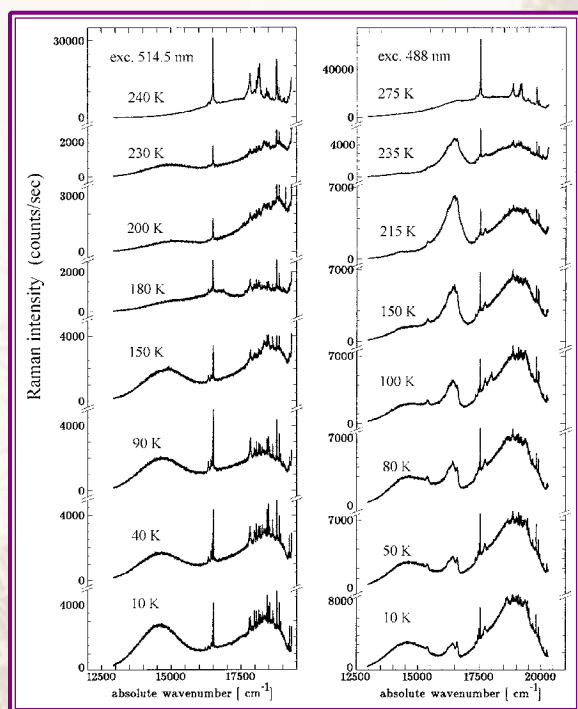 Raman intensity (counts/sec)
30000
exc. 514.5 nm
240 K
0
2000
230 K
0
3000
200 K
0
2000
180 K
0
150 K
4000
0
90 K
4000
0
40 K
4000
0
10 K
4000
0
12500 15000 17500
absolute wavenumber [ cm-1 ]
exc. 488 nm
40000
275 K
0
4000
235 K
0
7000
215 K
0
7000
150 K
0
7000
100 K
0
7000
80 K
0
7000
50 K
0
8000
10 K
0
12500 15000 17500 20000
absolute wavenumber [ cm-1 ]